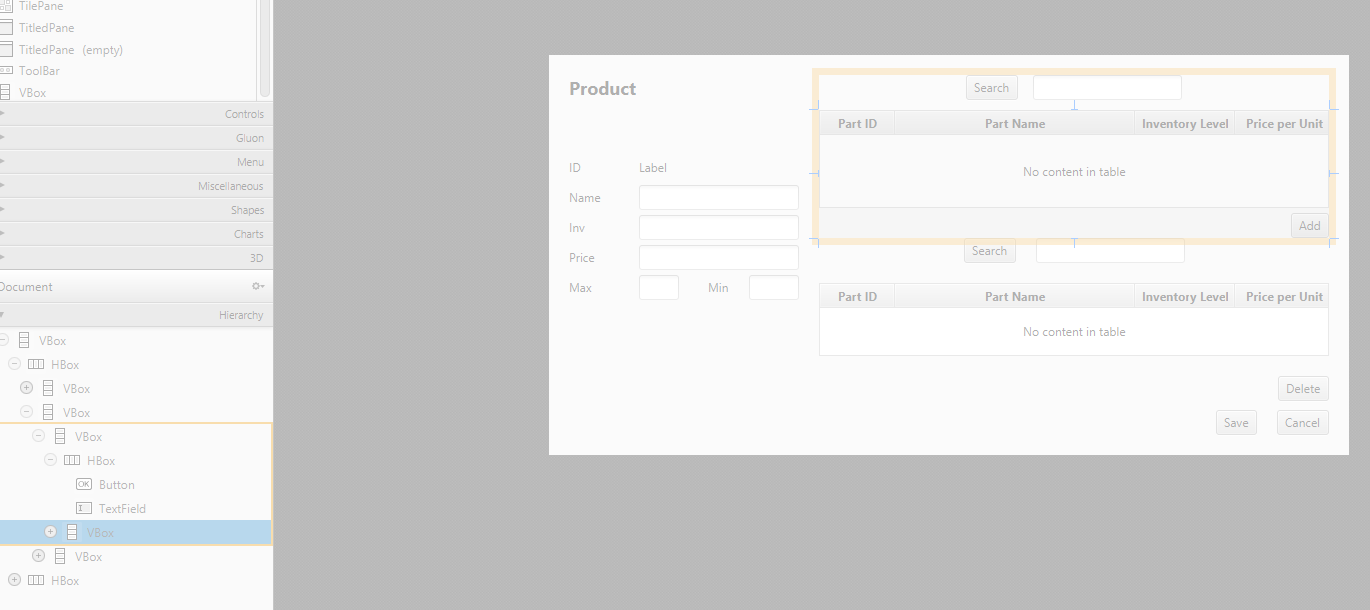 TilePane
TitledPane
TitledPane (empty)
ToolBar
VBox
Controls
Gluon
Menu
Miscellaneous
Shapes
Charts
3D
Document
Hierarchy
VBox
HBox
VBox
VBox
VBox
HBox
OK Button
I TextField
VBox
VBox
HBox
Product
ID Label
Name
Inv
Price
Max Min
Search
Part ID Part Name Inventory Level Price per Unit
No content in table
Add
Search
Part ID Part Name Inventory Level Price per Unit
No content in table
Delete
Save Cancel